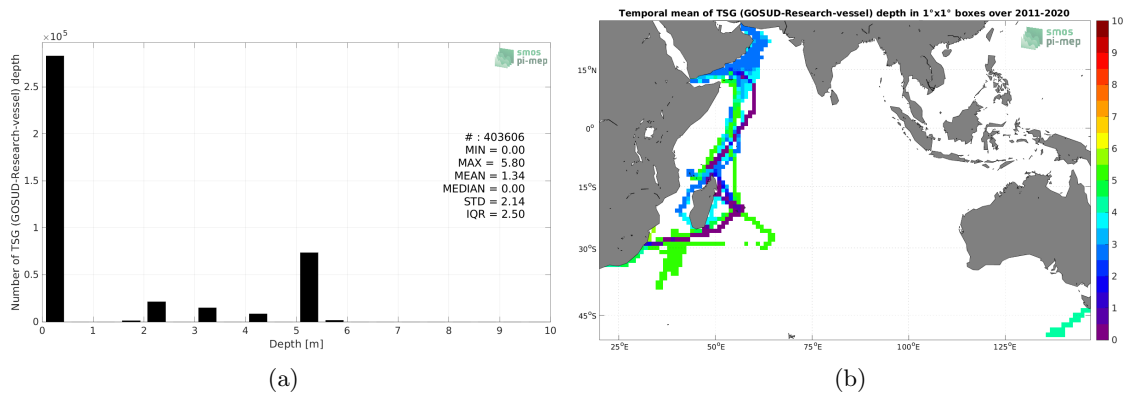 ×10⁵
2.5
2
1.5
1
0.5
0
Number of TSG (GOSUD-Research-vessel) depth
smos
pi-mep
# : 403606
MIN = 0.00
MAX = 5.80
MEAN = 1.34
MEDIAN = 0.00
STD = 2.14
IQR = 2.50
0 1 2 3 4 5 6 7 8 9 10
Depth [m]
(a)
Temporal mean of TSG (GOSUD-Research-vessel) depth in 1°x1° boxes over 2011-2020
smos
pi-mep
15°N
0°
15°S
30°S
45°S
25°E 50°E 75°E 100°E 125°E
10
9
8
7
6
5
4
3
2
1
0
(b)